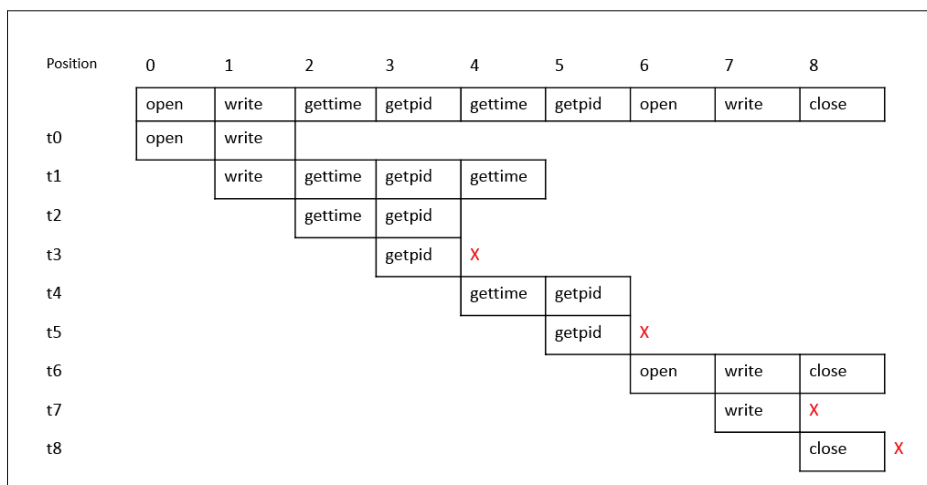 Position 0 1 2 3 4 5 6 7 8
open write gettime getpid gettime getpid open write close
t0 open write
t1 write gettime getpid gettime
t2 gettime getpid
t3 getpid X
t4 gettime getpid
t5 getpid X
t6 open write close
t7 write X
t8 close X